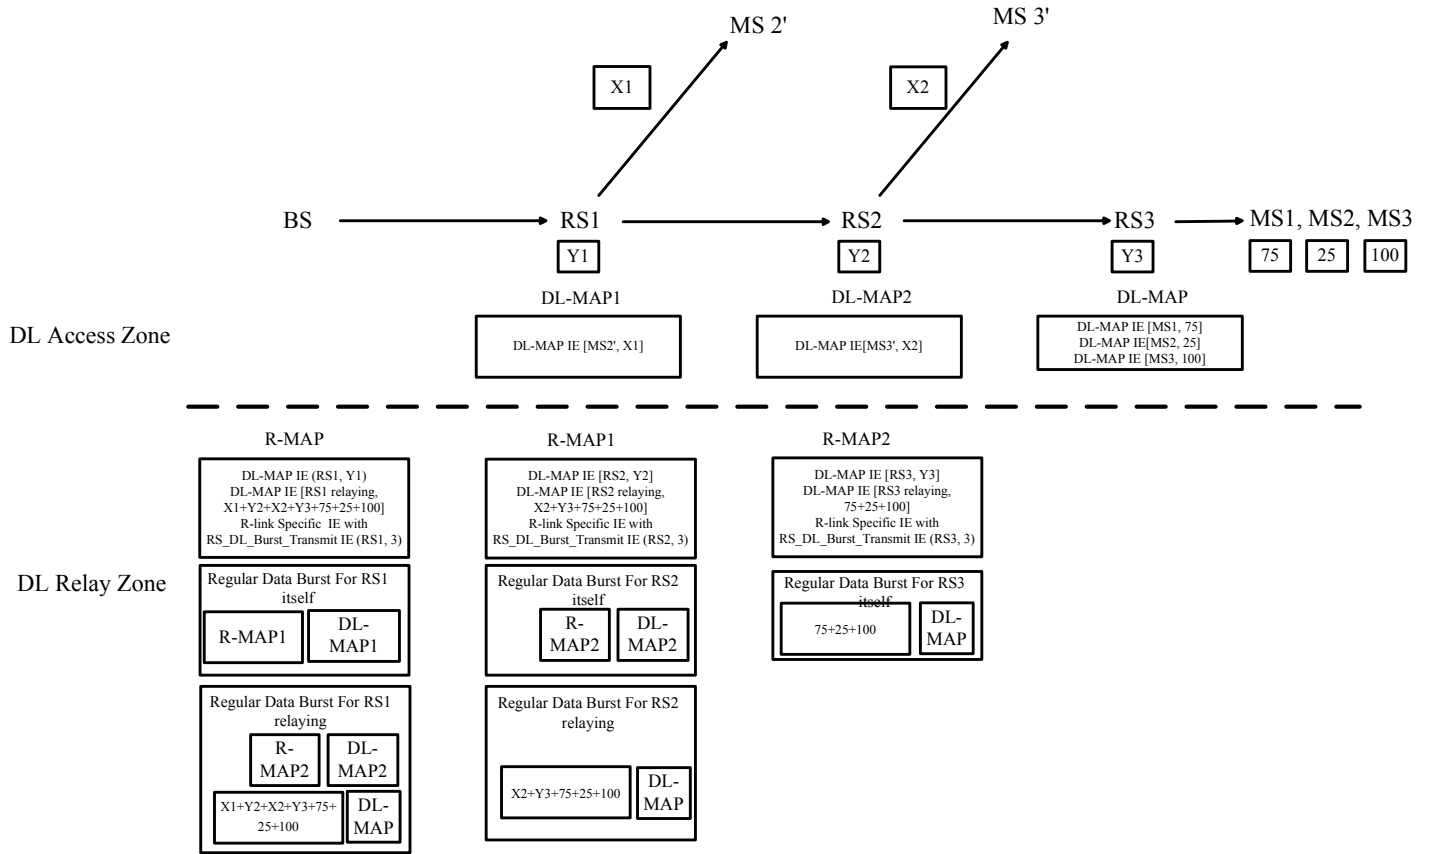 MS 2'
MS 3'
X1
X2
BS
RS1
RS2
RS3
MS1, MS2, MS3
Y1
Y2
Y3
75
25
100
DL-MAP1
DL-MAP2
DL-MAP
DL Access Zone
DL-MAP IE [MS2', X1]
DL-MAP IE[MS3', X2]
DL-MAP IE [MS1, 75]
DL-MAP IE[MS2, 25]
DL-MAP IE [MS3, 100]
R-MAP
DL-MAP IE (RS1, Y1)
DL-MAP IE [RS1 relaying,
X1+Y2+X2+Y3+75+25+100]
R-link Specific IE with
RS_DL_Burst_Transmit IE (RS1, 3)
R-MAP1
DL-MAP IE [RS2, Y2]
DL-MAP IE [RS2 relaying,
X2+Y3+75+25+100]
R-link Specific IE with
RS_DL_Burst_Transmit IE (RS2, 3)
R-MAP2
DL-MAP IE [RS3, Y3]
DL-MAP IE [RS3 relaying,
75+25+100]
R-link Specific IE with
RS_DL_Burst_Transmit IE (RS3, 3)
DL Relay Zone
Regular Data Burst For RS1
itself
R-MAP1
DL-
MAP1
Regular Data Burst For RS2
itself
R-
MAP2
DL-
MAP2
Regular Data Burst For RS3
itself
75+25+100
DL-
MAP
Regular Data Burst For RS1
relaying
R-
MAP2
DL-
MAP2
X1+Y2+X2+Y3+75+
25+100
DL-
MAP
Regular Data Burst For RS2
relaying
X2+Y3+75+25+100
DL-
MAP